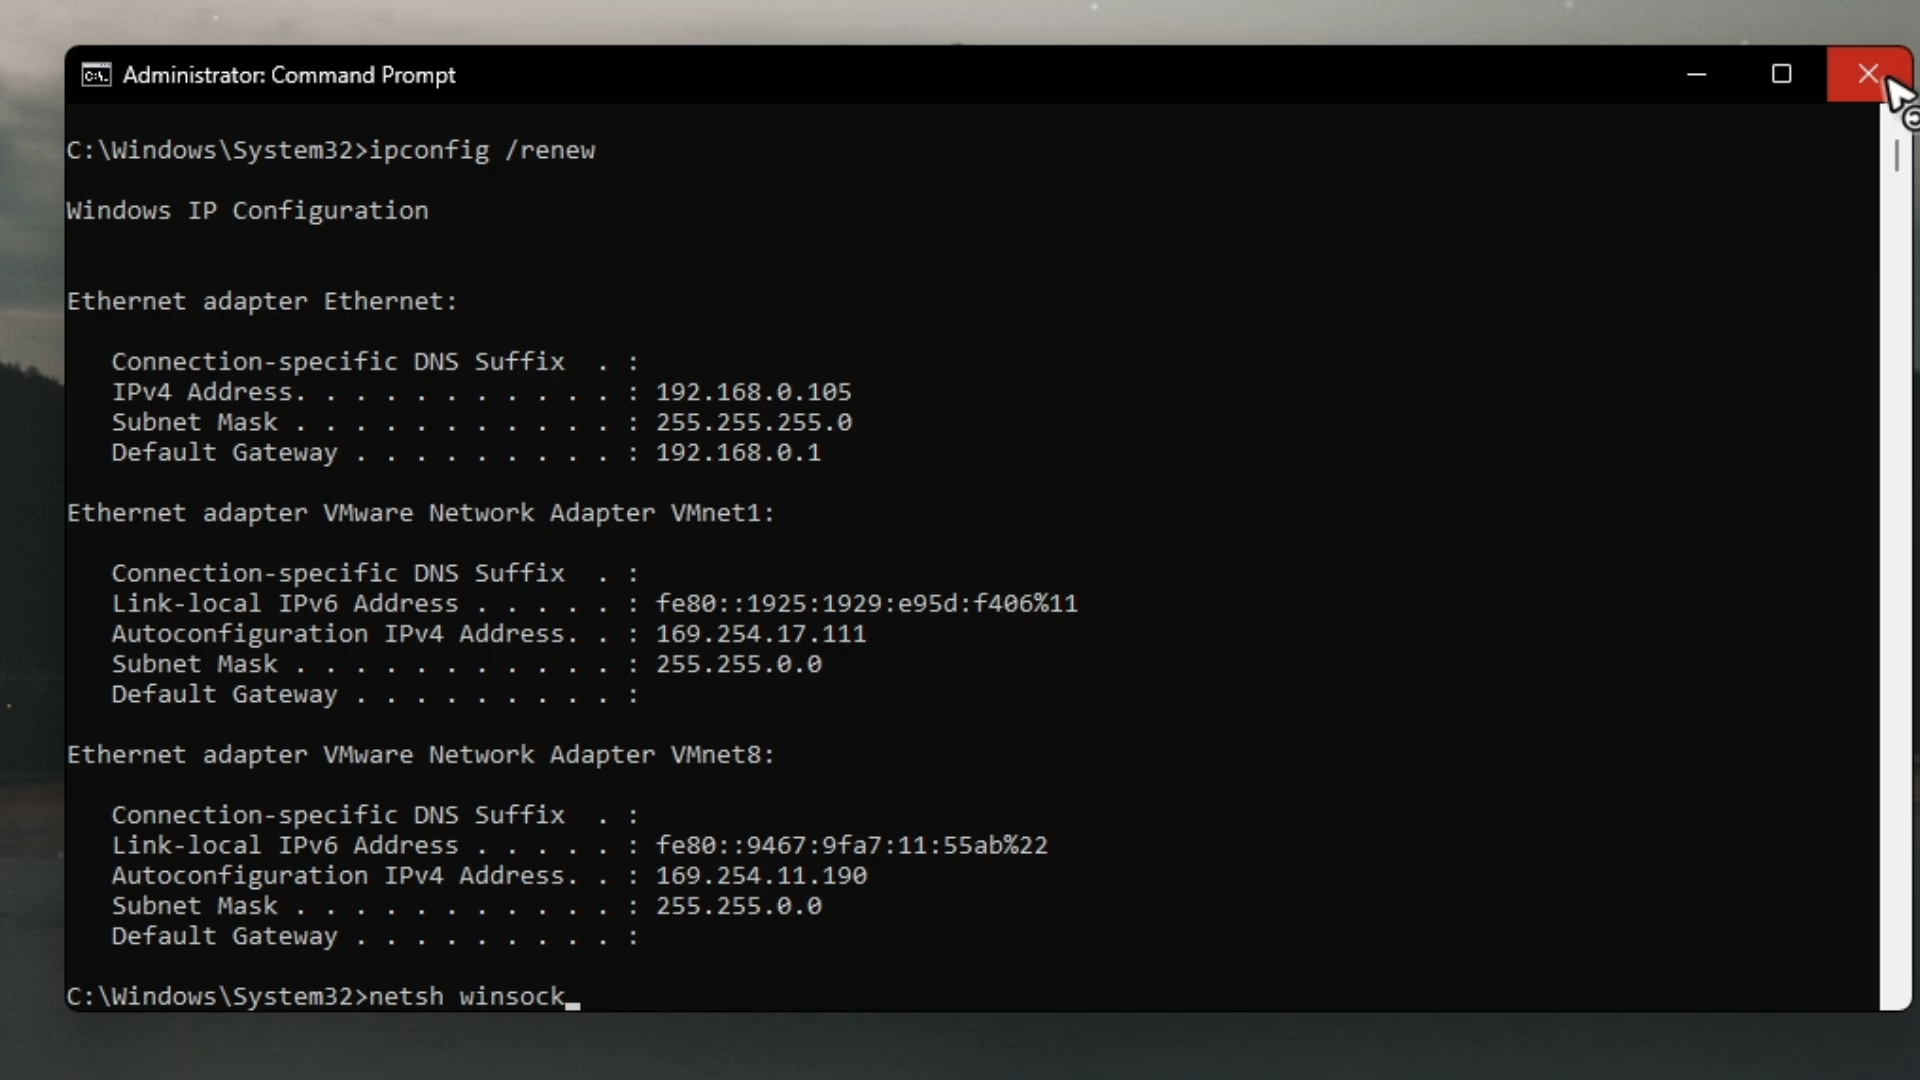 Administrator: Command Prompt
C:\Windows\System32>ipconfig /renew
Windows IP Configuration
Ethernet adapter Ethernet:
Connection-specific DNS Suffix  . :
IPv4 Address. . . . . . . . . . . : 192.168.0.105
Subnet Mask . . . . . . . . . . . : 255.255.255.0
Default Gateway . . . . . . . . . : 192.168.0.1
Ethernet adapter VMware Network Adapter VMnet1:
Connection-specific DNS Suffix  . :
Link-local IPv6 Address . . . . . : fe80::1925:1929:e95d:f406%11
Autoconfiguration IPv4 Address. . : 169.254.17.111
Subnet Mask . . . . . . . . . . . : 255.255.0.0
Default Gateway . . . . . . . . . :
Ethernet adapter VMware Network Adapter VMnet8:
Connection-specific DNS Suffix  . :
Link-local IPv6 Address . . . . . : fe80::9467:9fa7:11:55ab%22
Autoconfiguration IPv4 Address. . : 169.254.11.190
Subnet Mask . . . . . . . . . . . : 255.255.0.0
Default Gateway . . . . . . . . . :
C:\Windows\System32>netsh winsock